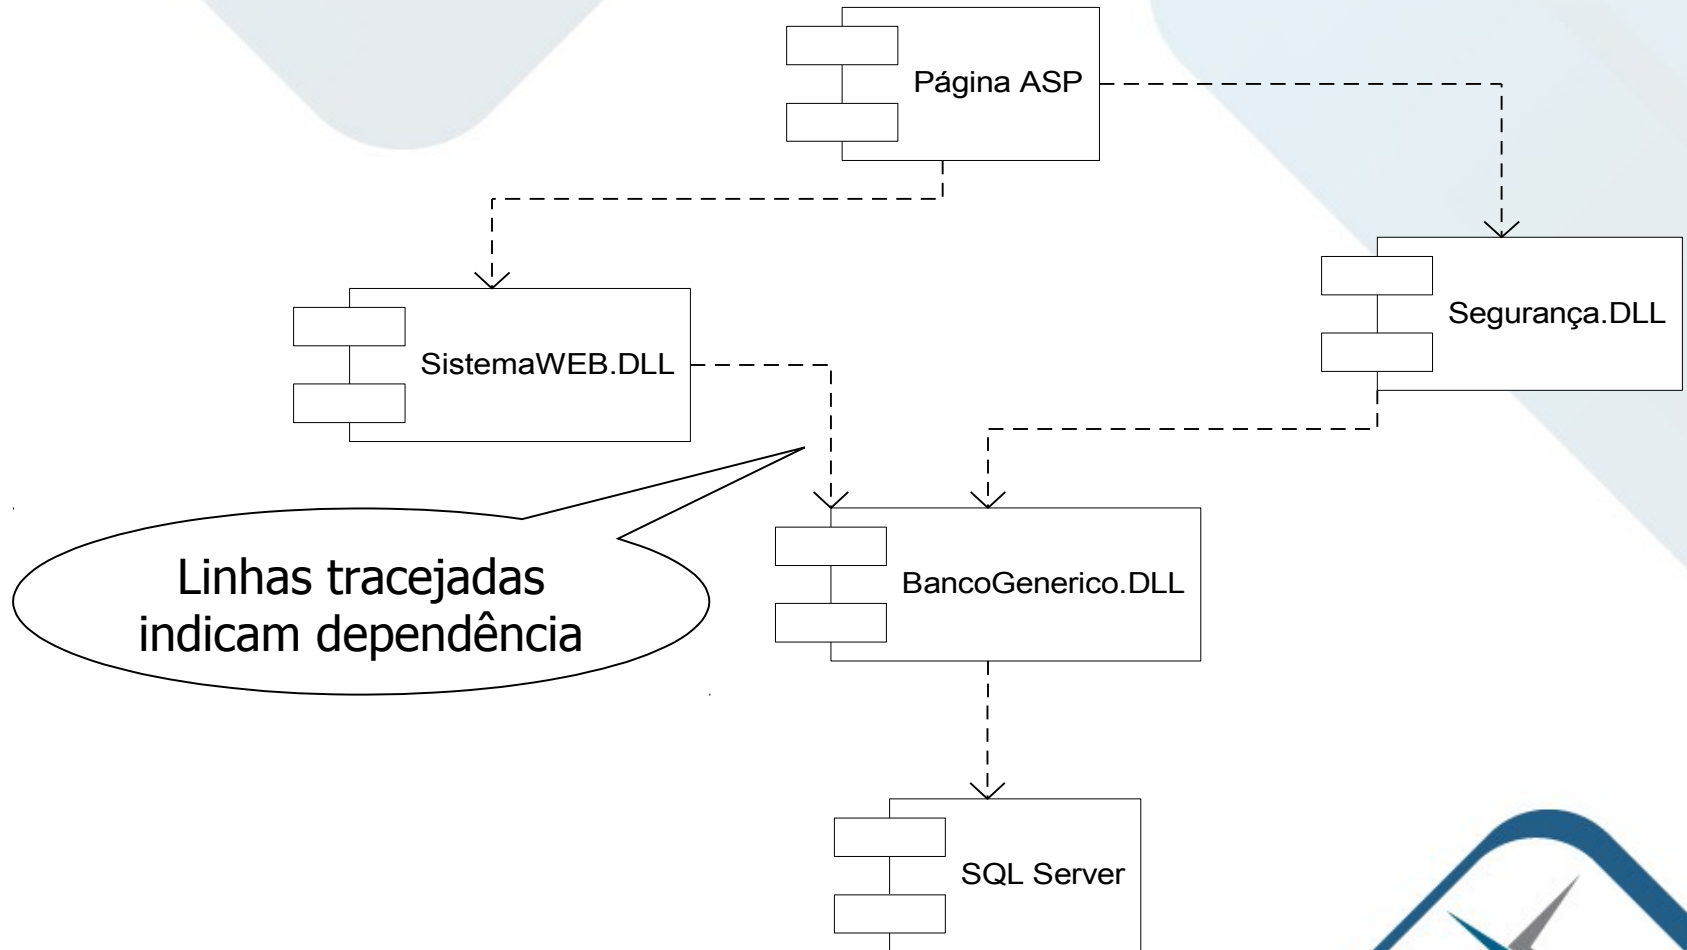 Página ASP
Segurança.DLL
SistemaWEB.DLL
Linhas tracejadas
indicam dependência
BancoGenerico.DLL
SQL Server